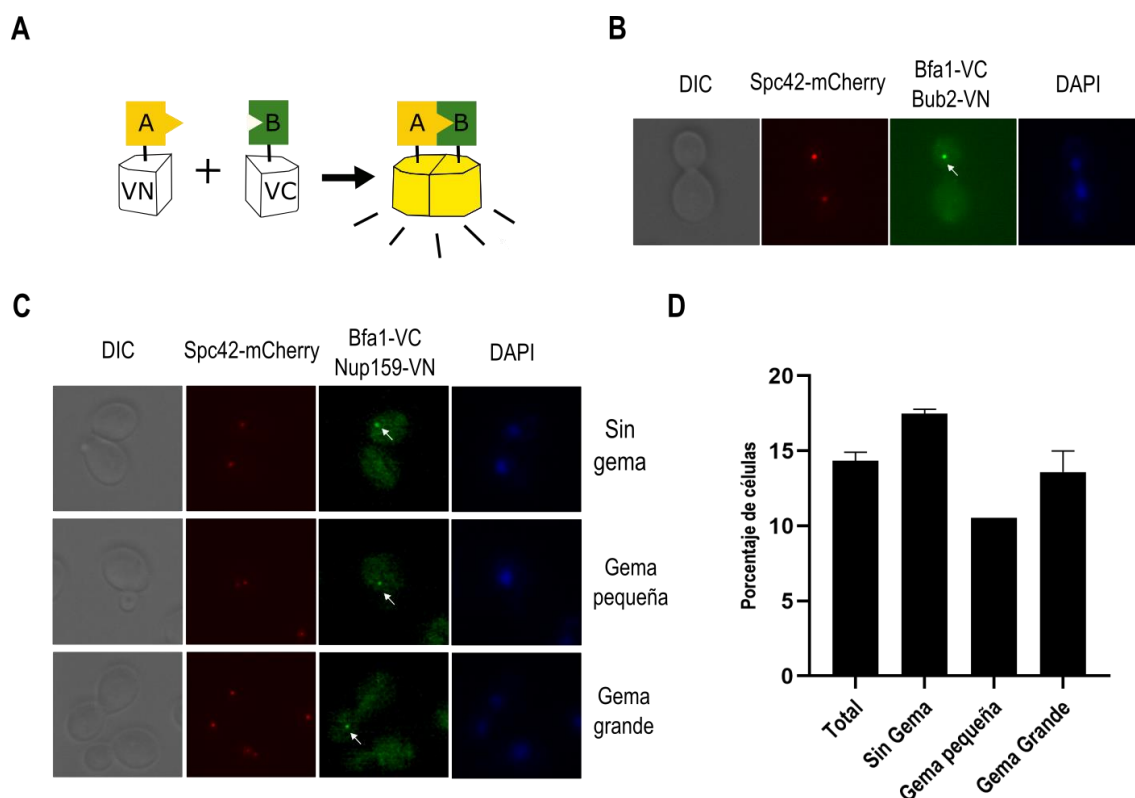 A
A
B
A
B
VN
+
VC
B
DIC
Spc42-mCherry
Bfa1-VC
Bub2-VN
DAPI
C
DIC
Spc42-mCherry
Bfa1-VC
Nup159-VN
DAPI
Sin
gema
Gema
pequeña
Gema
grande
D
Porcentaje de células
20
15
10
5
0
Total
Sin Gema
Gema pequeña
Gema Grande